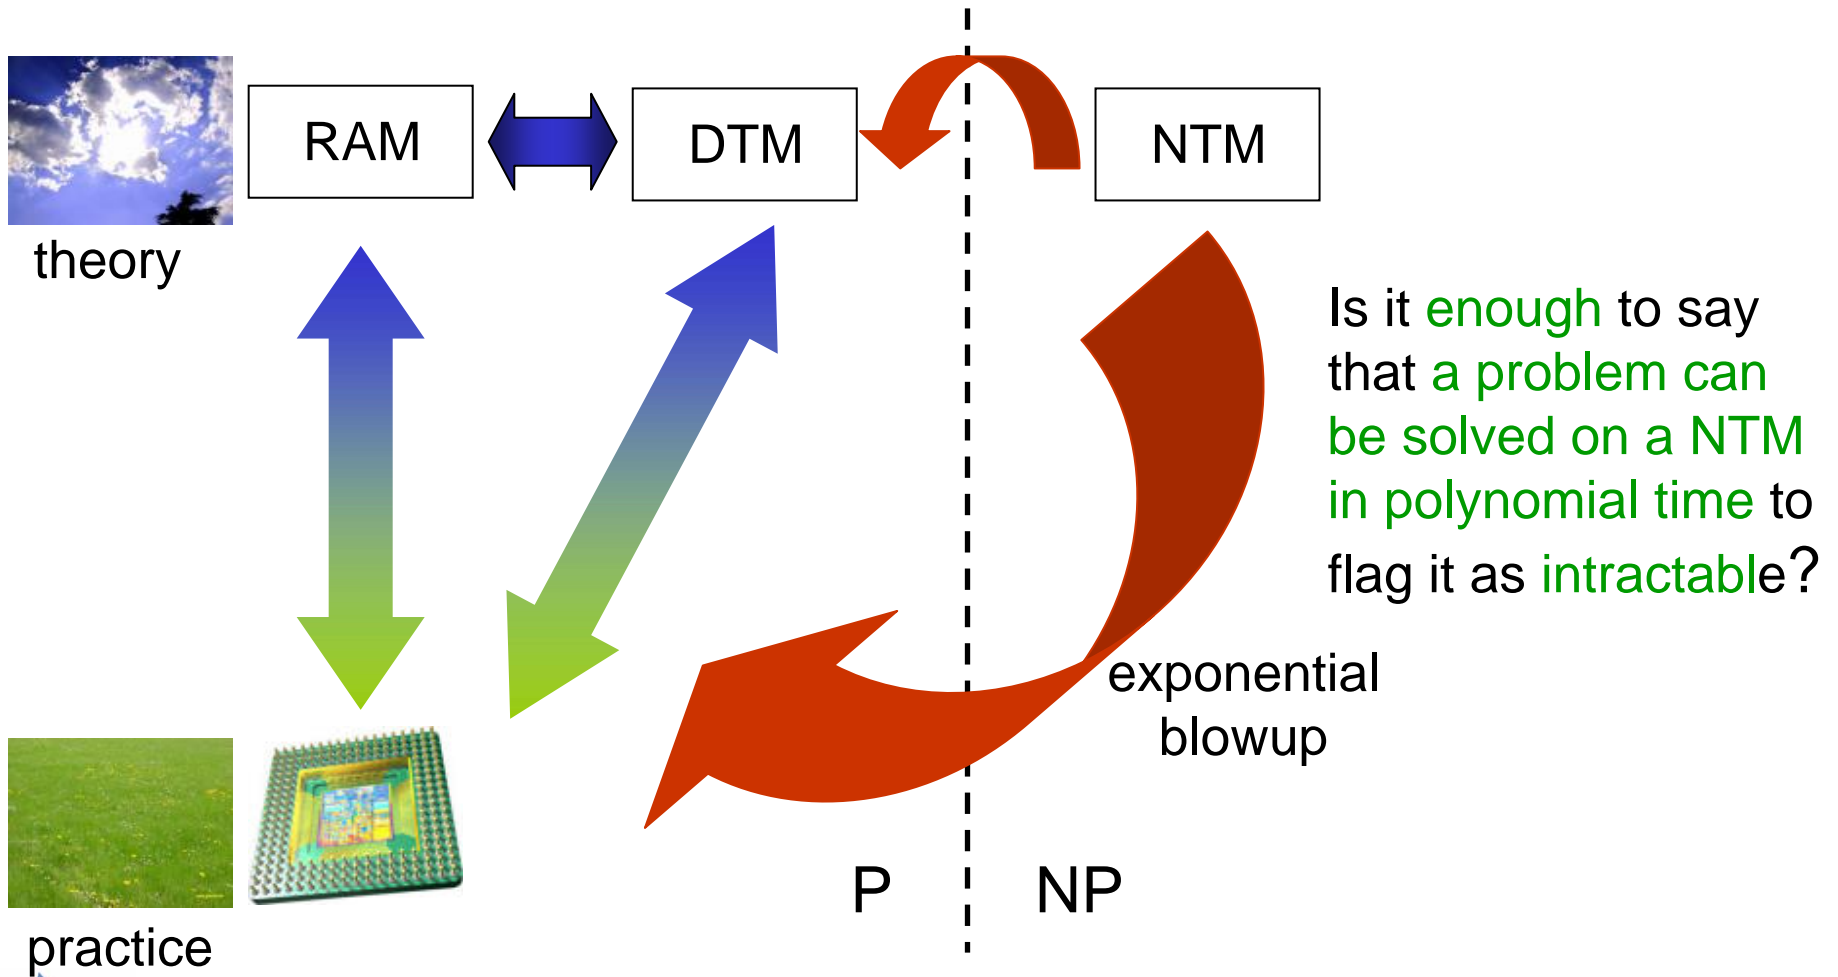 RAM
DTM
NTM
theory
Is it enough to say
that a problem can
be solved on a NTM
in polynomial time to
flag it as intractable?
exponential
blowup
P
NP
practice